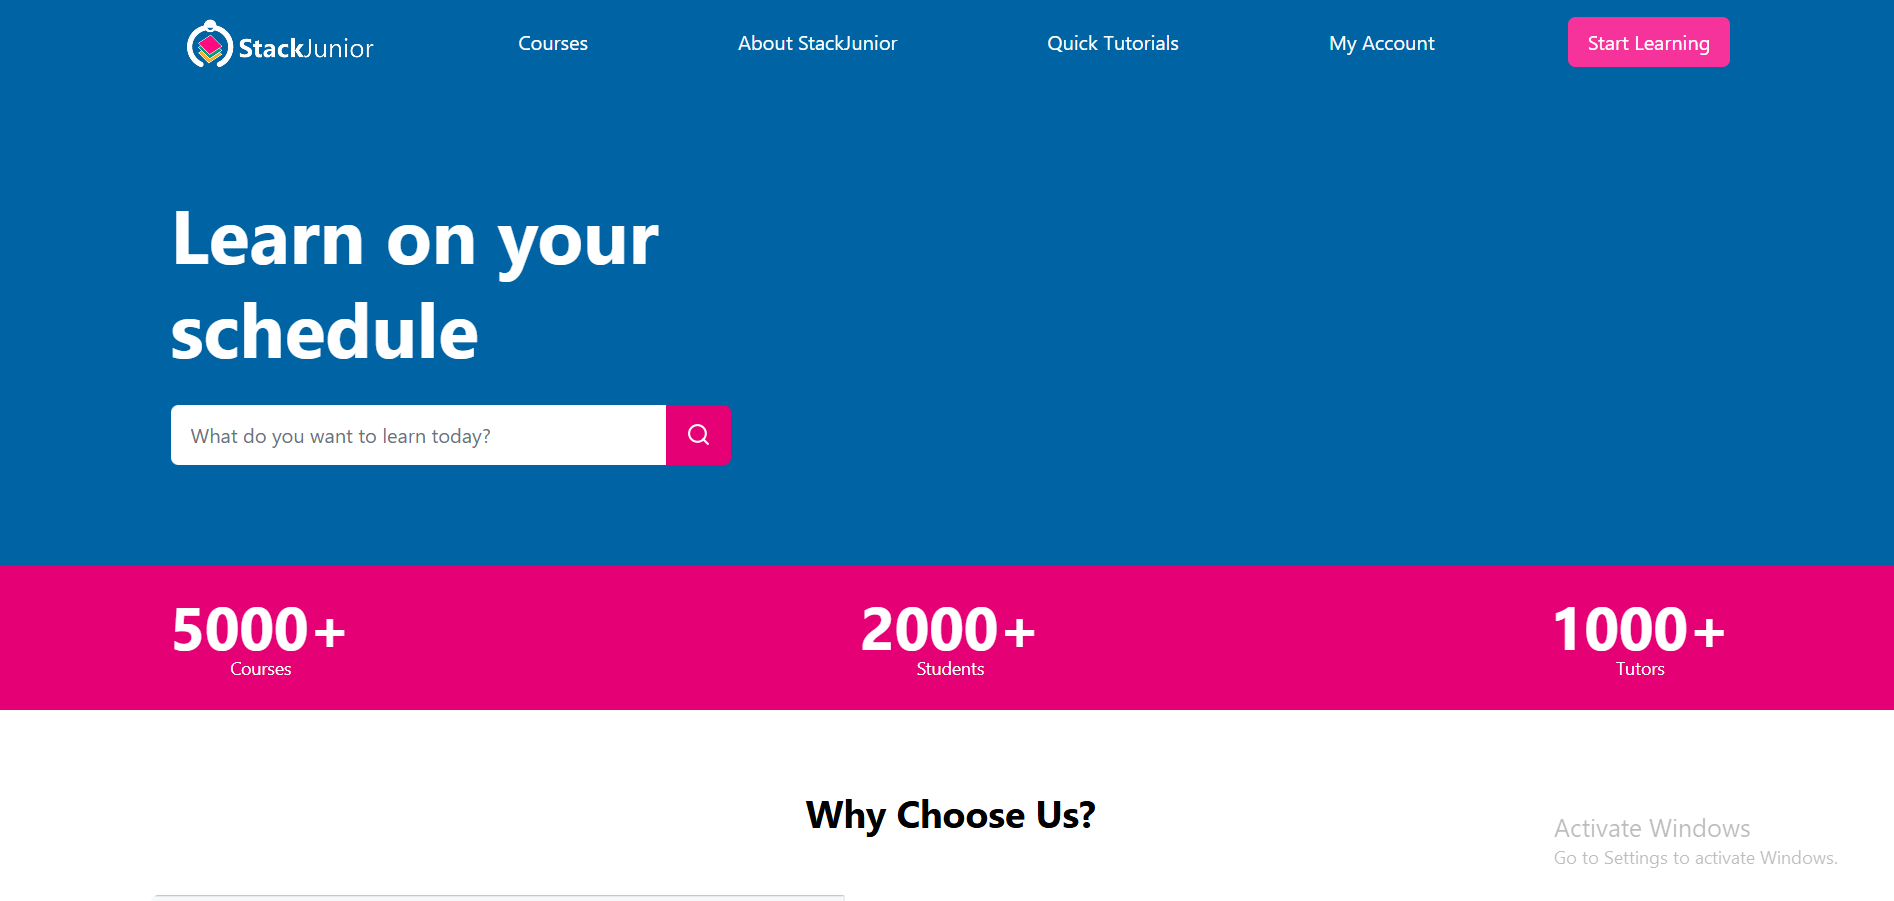 StackJunior
Courses
About StackJunior
Quick Tutorials
My Account
Start Learning
Learn on your
schedule
What do you want to learn today?
5000+
Courses
2000+
Students
1000+
Tutors
Why Choose Us?
Activate Windows
Go to Settings to activate Windows.